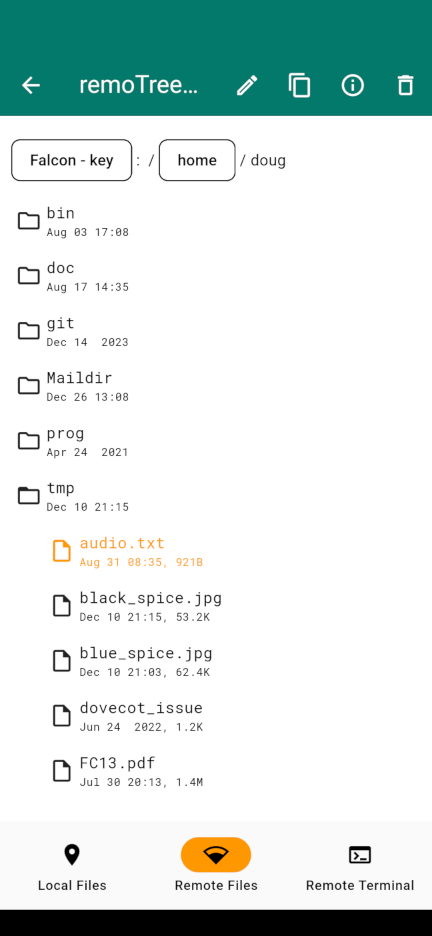 remoTree...
Falcon - key : / home / doug
bin
Aug 03 17:08
doc
Aug 17 14:35
git
Dec 14  2023
Maildir
Dec 26 13:08
prog
Apr 24  2021
tmp
Dec 10 21:15
audio.txt
Aug 31 08:35, 921B
black_spice.jpg
Dec 10 21:15, 53.2K
blue_spice.jpg
Dec 10 21:03, 62.4K
dovecot_issue
Jun 24  2022, 1.2K
FC13.pdf
Jul 30 20:13, 1.4M
Local Files
Remote Files
Remote Terminal